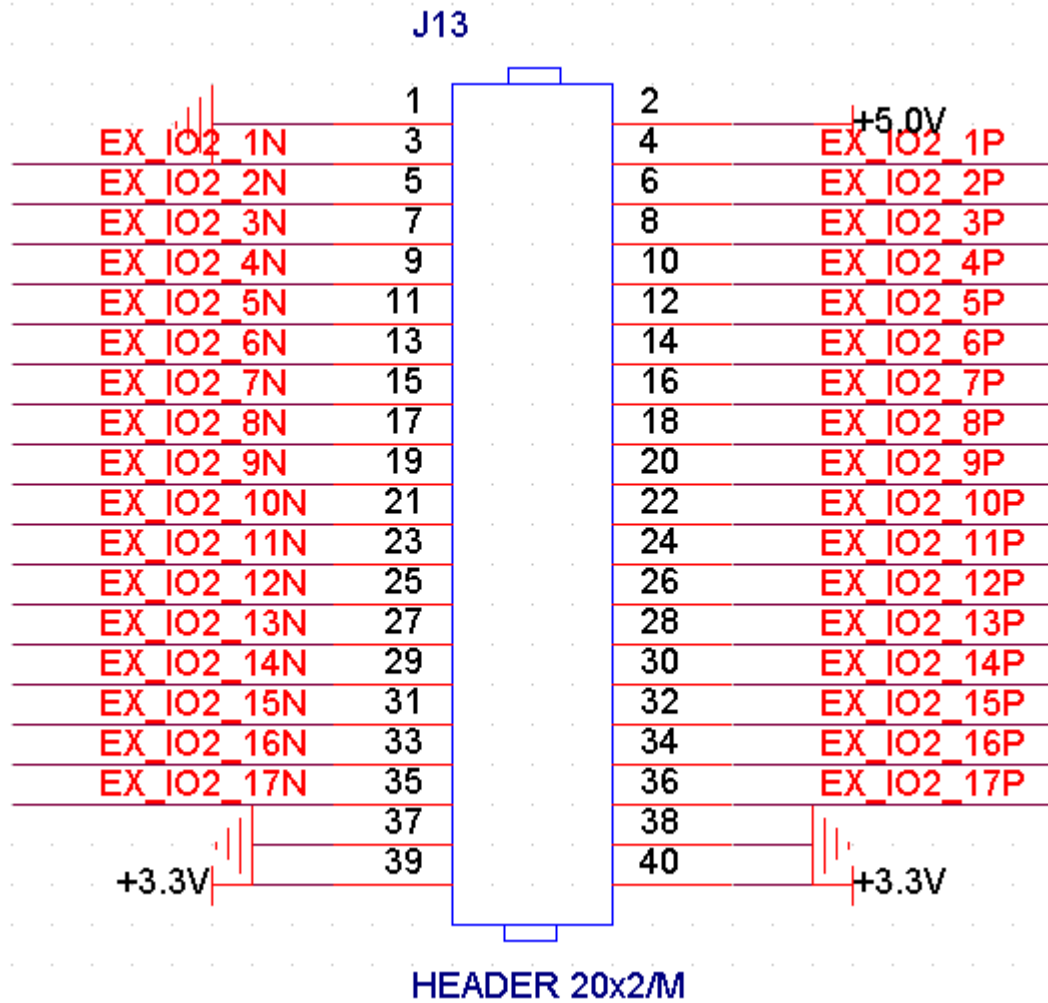 J13
1 2 +5.0V
EX_IO2_1N 3 4 EX_IO2_1P
EX_IO2_2N 5 6 EX_IO2_2P
EX_IO2_3N 7 8 EX_IO2_3P
EX_IO2_4N 9 10 EX_IO2_4P
EX_IO2_5N 11 12 EX_IO2_5P
EX_IO2_6N 13 14 EX_IO2_6P
EX_IO2_7N 15 16 EX_IO2_7P
EX_IO2_8N 17 18 EX_IO2_8P
EX_IO2_9N 19 20 EX_IO2_9P
EX_IO2_10N 21 22 EX_IO2_10P
EX_IO2_11N 23 24 EX_IO2_11P
EX_IO2_12N 25 26 EX_IO2_12P
EX_IO2_13N 27 28 EX_IO2_13P
EX_IO2_14N 29 30 EX_IO2_14P
EX_IO2_15N 31 32 EX_IO2_15P
EX_IO2_16N 33 34 EX_IO2_16P
EX_IO2_17N 35 36 EX_IO2_17P
37 38
+3.3V 39 40 +3.3V
HEADER 20x2/M